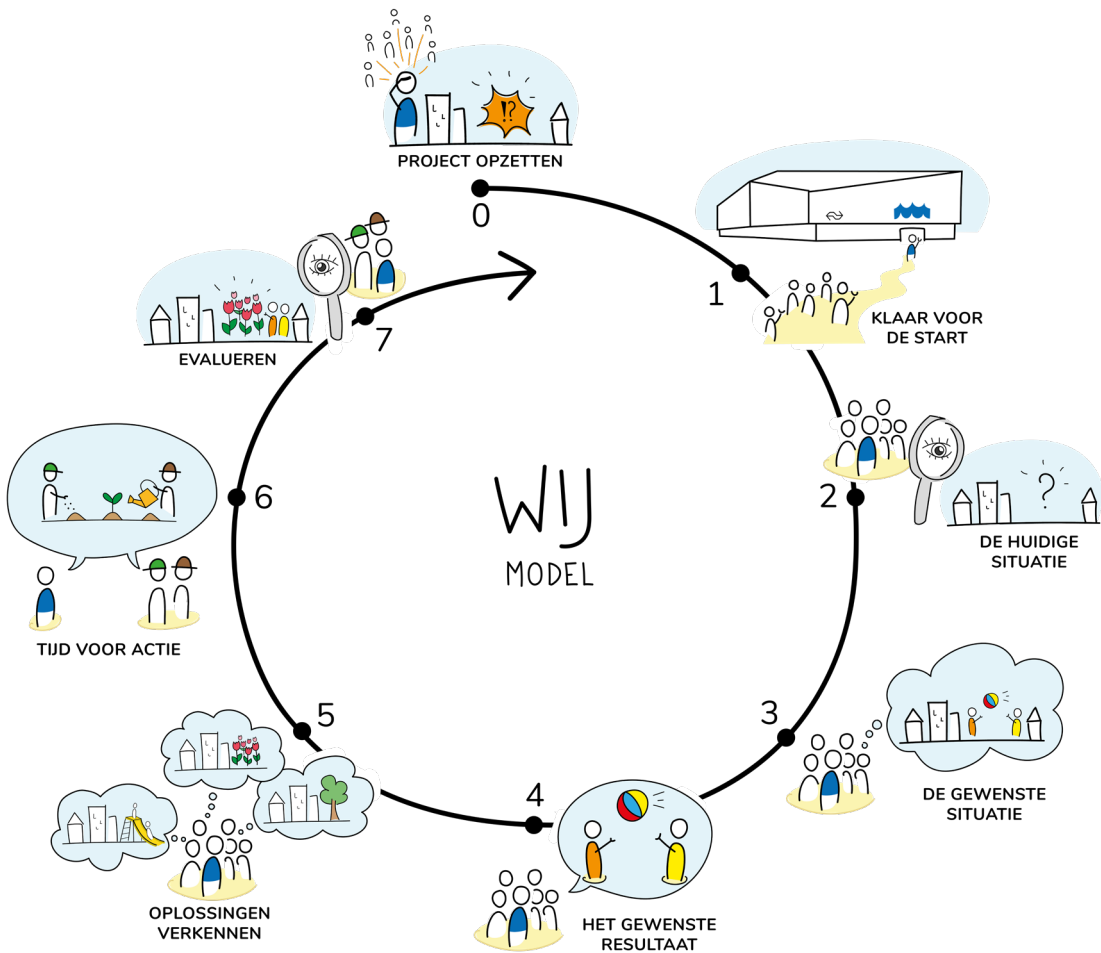 PROJECT OPZETTEN
0
1
KLAAR VOOR
DE START
2
DE HUIDIGE
SITUATIE
?
3
DE GEWENSTE
SITUATIE
4
HET GEWENSTE
RESULTAAT
5
OPLOSSINGEN
VERKENNEN
6
TIJD VOOR ACTIE
7
EVALUEREN
!?
WIJ
MODEL